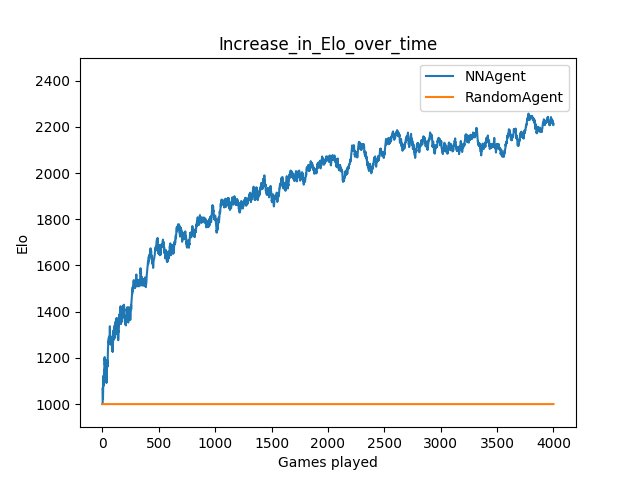 Increase_in_Elo_over_time
NNAgent
RandomAgent
Elo
2400
2200
2000
1800
1600
1400
1200
1000
0 500 1000 1500 2000 2500 3000 3500 4000
Games played